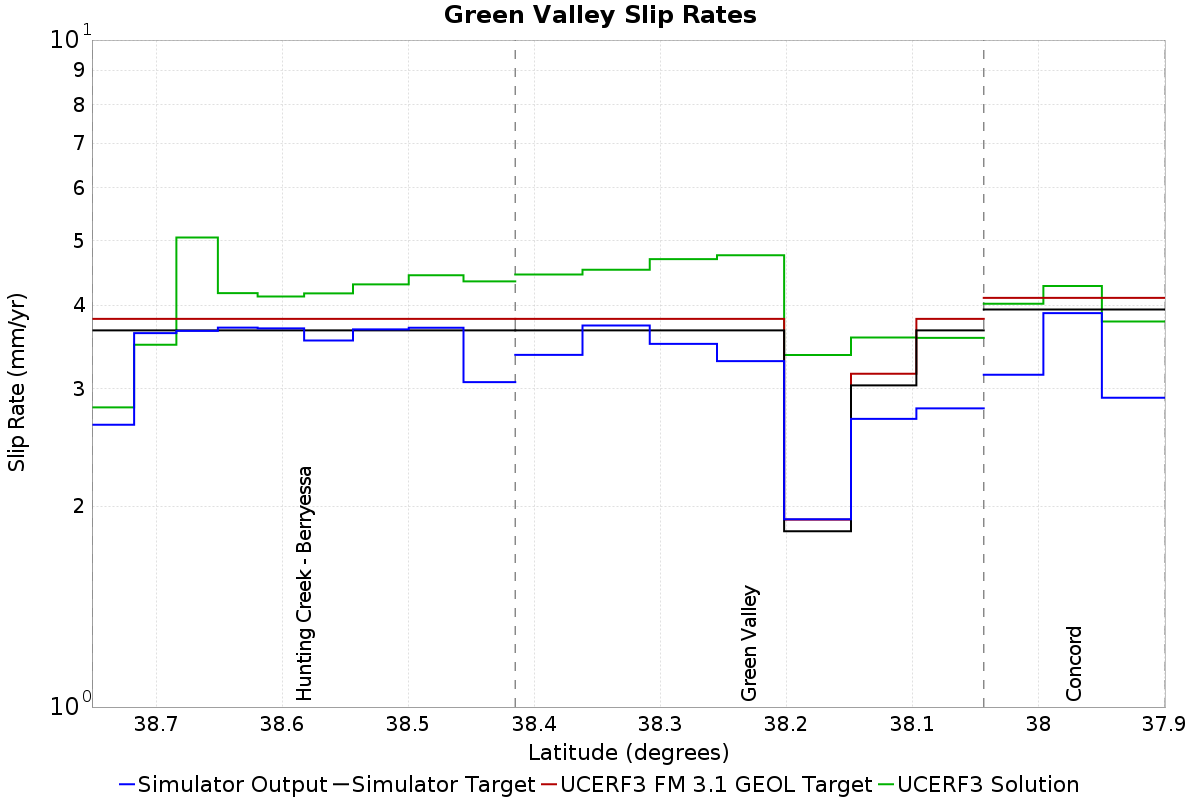 Green Valley Slip Rates
10^1
9
8
7
6
5
4
3
2
10^0
Slip Rate (mm/yr)
Hunting Creek - Berryessa
Green Valley
Concord
38.7 38.6 38.5 38.4 38.3 38.2 38.1 38 37.9
Latitude (degrees)
Simulator Output Simulator Target UCERF3 FM 3.1 GEOL Target UCERF3 Solution